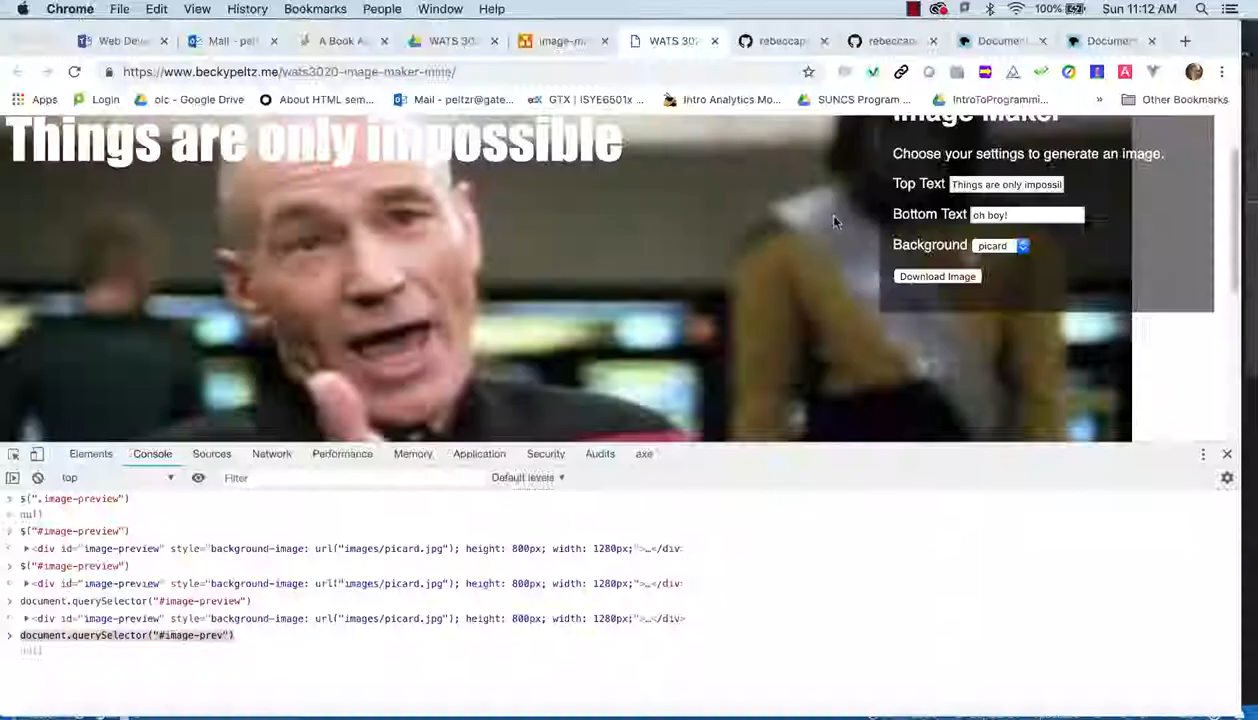 Chrome File Edit View History Bookmarks People Window Help 100% Sun 11:12 AM
Web Dev Mail - pelt A Book A WATS 30 image-m WATS 302 rebeccap rebeccap Document Documen
https://www.beckypeltz.me/wats3020-image-maker-mine/
Apps Login olc - Google Drive About HTML sem... Mail - peltzr@gate... GTX | ISYE6501x ... Intro Analytics Mo... SUNCS Program ... IntroToProgrammi... » Other Bookmarks
Things are only impossible
Image Maker
Choose your settings to generate an image.
Top Text Things are only impossil
Bottom Text oh boy!
Background picard
Download Image
Elements Console Sources Network Performance Memory Application Security Audits axe
top Filter Default levels
$(".image-preview")
null
$("#image-preview")
<div id="image-preview" style="background-image: url("images/picard.jpg"); height: 800px; width: 1280px;">…</div>
$("#image-preview")
<div id="image-preview" style="background-image: url("images/picard.jpg"); height: 800px; width: 1280px;">…</div>
document.querySelector("#image-preview")
<div id="image-preview" style="background-image: url("images/picard.jpg"); height: 800px; width: 1280px;">…</div>
document.querySelector("#image-prev")
null